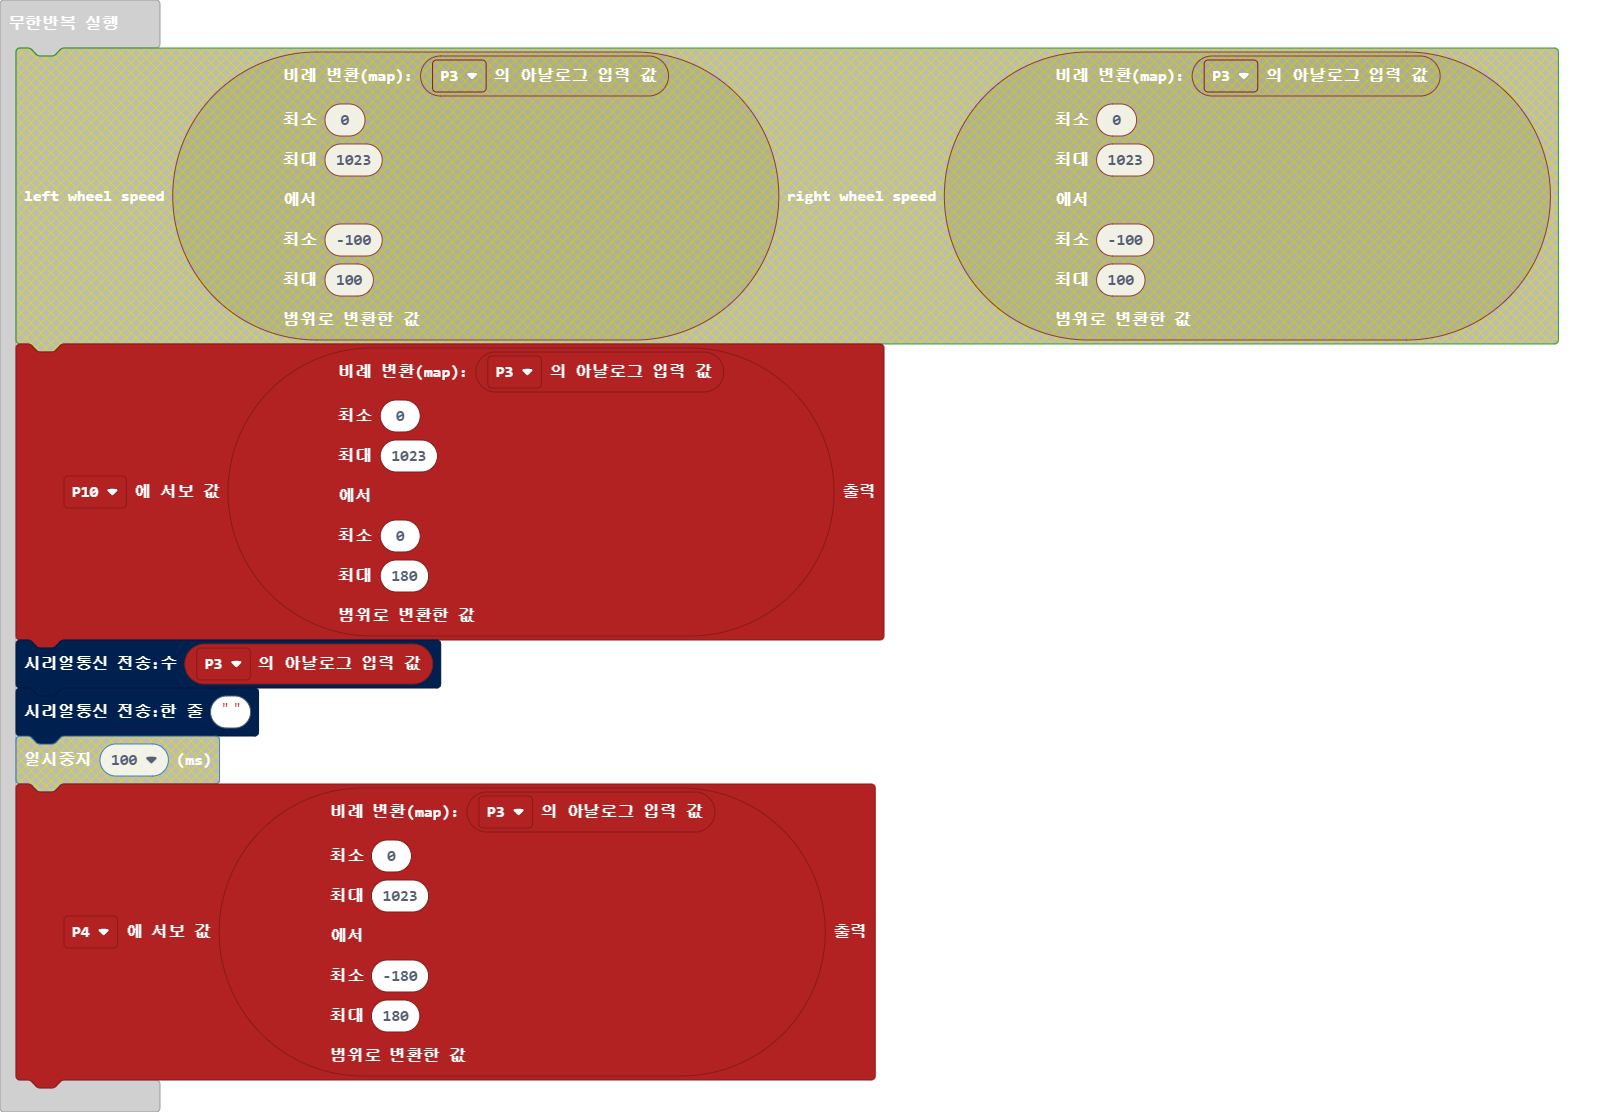 무한반복 실행
left wheel speed
비례 변환(map): P3 의 아날로그 입력 값
최소 0
최대 1023
에서
최소 -100
최대 100
범위로 변환한 값
right wheel speed
비례 변환(map): P3 의 아날로그 입력 값
최소 0
최대 1023
에서
최소 -100
최대 100
범위로 변환한 값
P10 에 서보 값
비례 변환(map): P3 의 아날로그 입력 값
최소 0
최대 1023
에서
최소 0
최대 180
범위로 변환한 값
출력
시리얼통신 전송:수 P3 의 아날로그 입력 값
시리얼통신 전송:한 줄 " "
일시중지 100 (ms)
P4 에 서보 값
비례 변환(map): P3 의 아날로그 입력 값
최소 0
최대 1023
에서
최소 -180
최대 180
범위로 변환한 값
출력